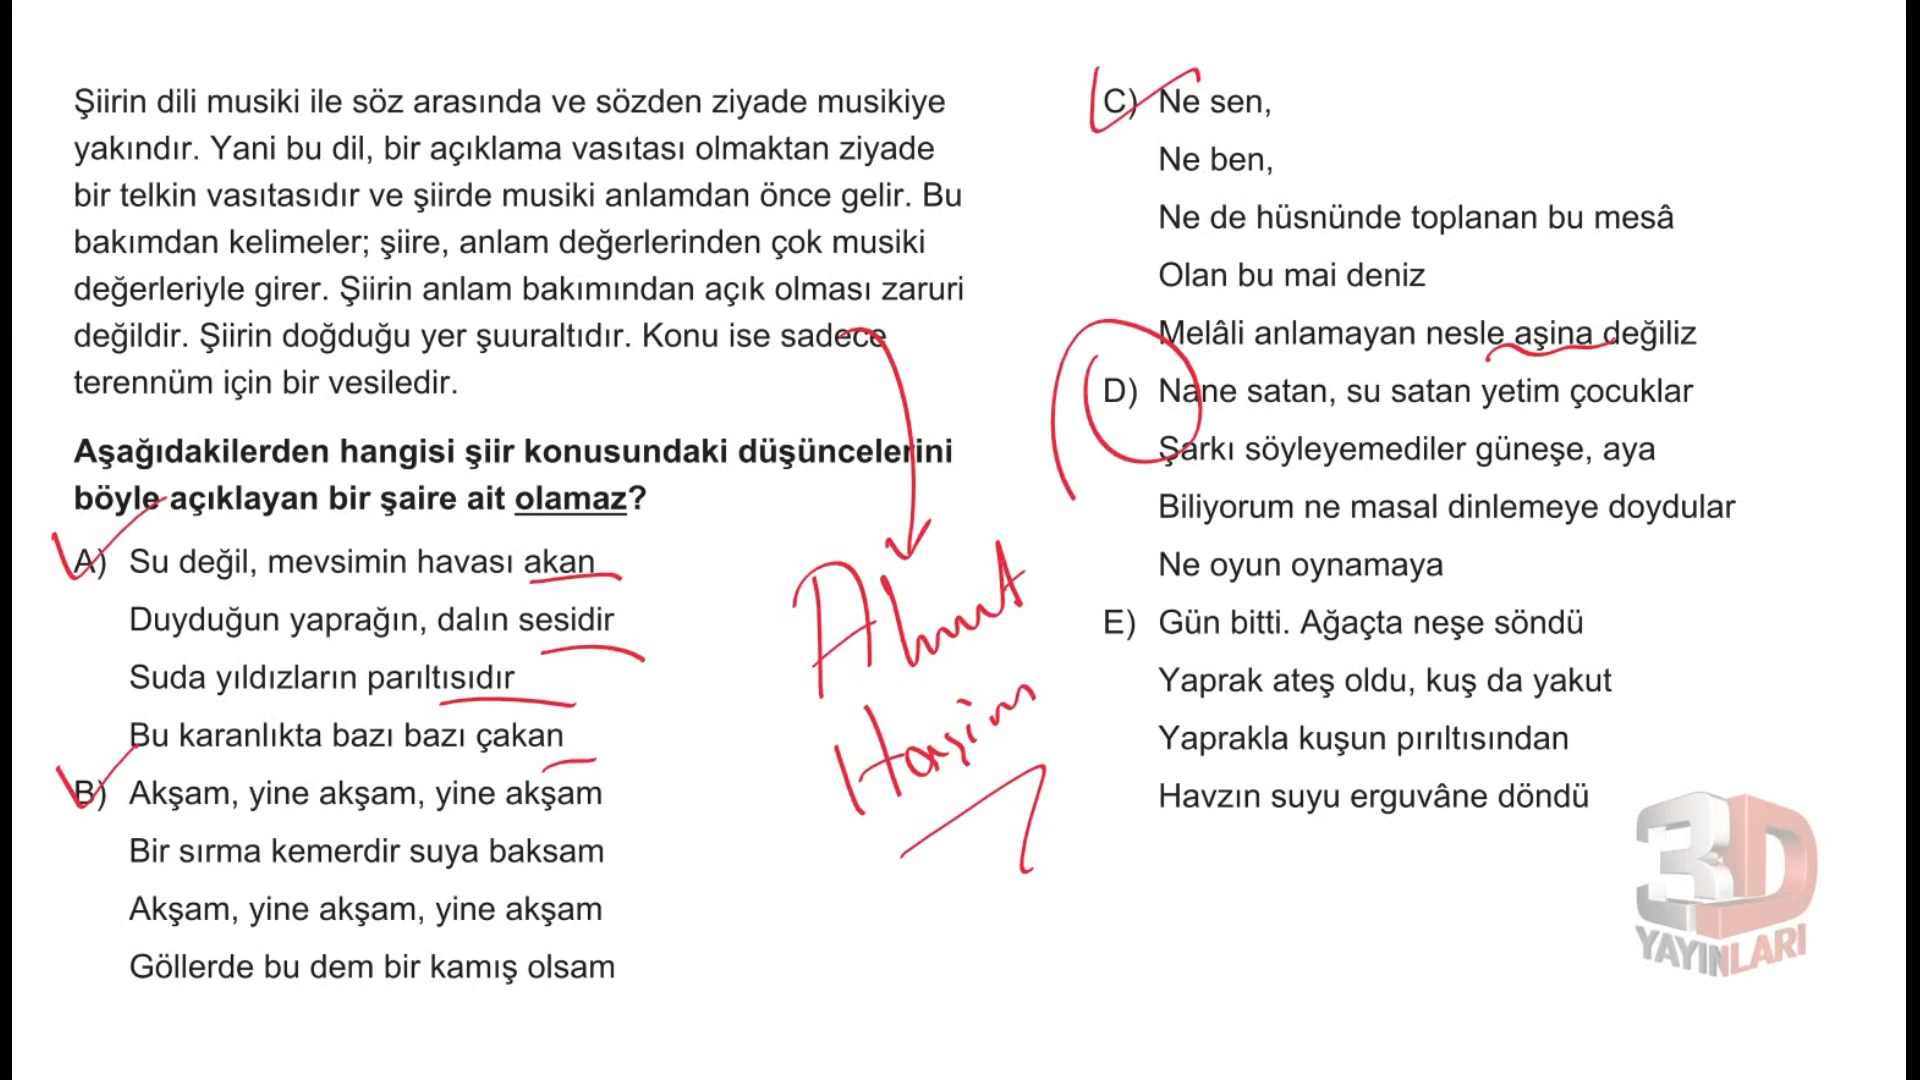 Şiirin dili musiki ile söz arasında ve sözden ziyade musikiye
yakındır. Yani bu dil, bir açıklama vasıtası olmaktan ziyade
bir telkin vasıtasıdır ve şiirde musiki anlamdan önce gelir. Bu
bakımdan kelimeler; şiire, anlam değerlerinden çok musiki
değerleriyle girer. Şiirin anlam bakımından açık olması zaruri
değildir. Şiirin doğduğu yer şuuraltıdır. Konu ise sadece
terennüm için bir vesiledir.
Aşağıdakilerden hangisi şiir konusundaki düşüncelerini
böyle açıklayan bir şaire ait olamaz?
A) Su değil, mevsimin havası akan
Duyduğun yaprağın, dalın sesidir
Suda yıldızların parıltısıdır
Bu karanlıkta bazı bazı çakan
B) Akşam, yine akşam, yine akşam
Bir sırma kemerdir suya baksam
Akşam, yine akşam, yine akşam
Göllerde bu dem bir kamış olsam
Ahmet
Haşim
C) Ne sen,
Ne ben,
Ne de hüsnünde toplanan bu mesâ
Olan bu mai deniz
Melâli anlamayan nesle aşina değiliz
D) Nane satan, su satan yetim çocuklar
Şarkı söyleyemediler güneşe, aya
Biliyorum ne masal dinlemeye doydular
Ne oyun oynamaya
E) Gün bitti. Ağaçta neşe söndü
Yaprak ateş oldu, kuş da yakut
Yaprakla kuşun pırıltısından
Havzın suyu erguvâne döndü
3D
YAYINLARI